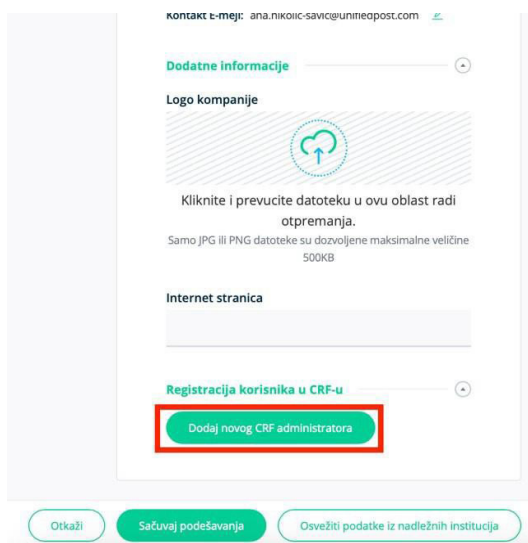 Kontakt E-mejl: ana.nikolic-savic@unifiedpost.com
Dodatne informacije
Logo kompanije
Kliknite i prevucite datoteku u ovu oblast radi
otpremanja.
Samo JPG ili PNG datoteke su dozvoljene maksimalne veličine
500KB
Internet stranica
Registracija korisnika u CRF-u
Dodaj novog CRF administratora
Otkaži
Sačuvaj podešavanja
Osvežiti podatke iz nadležnih institucija